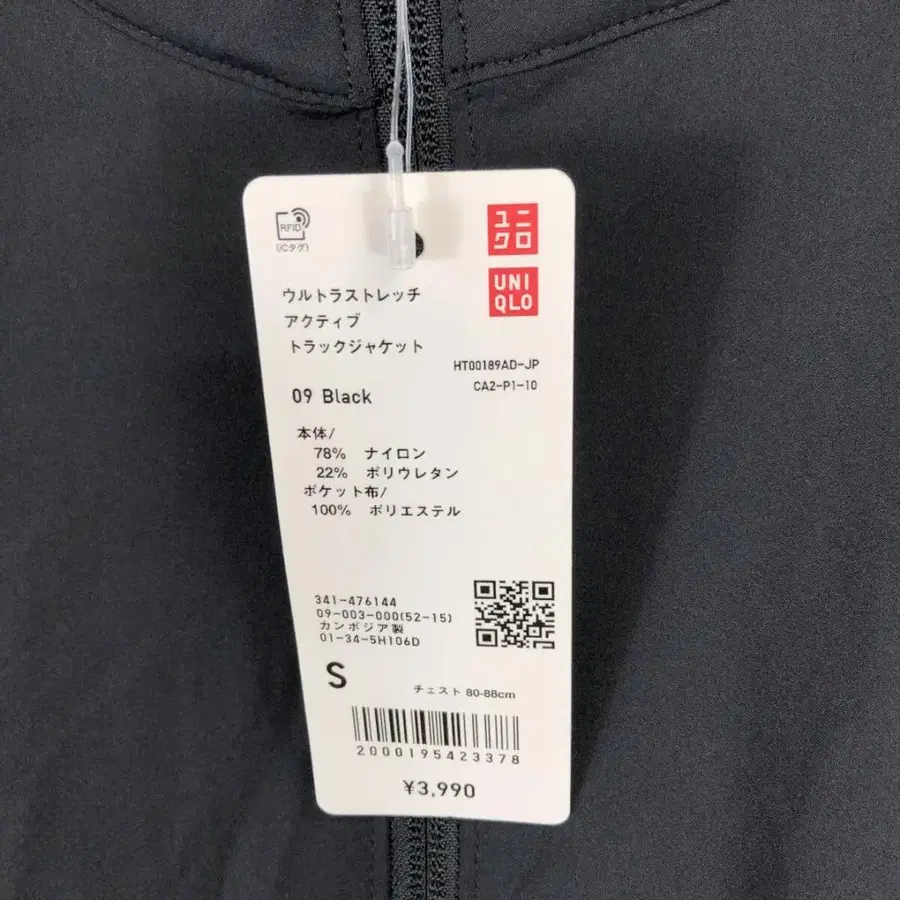 RFID
(ICタグ)
ユニ
クロ
UNI
QLO
ウルトラストレッチ
アクティブ
トラックジャケット
HT00189AD-JP
CA2-P1-10
09 Black
本体/
78% ナイロン
22% ポリウレタン
ポケット布/
100% ポリエステル
341-476144
09-003-000(52-15)
カンボジア製
01-34-5H106D
S
チェスト 80-88cm
2000195423378
¥3,990